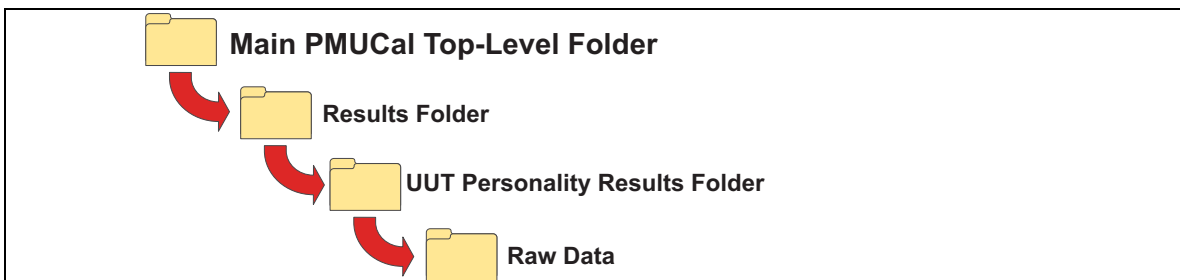 Main PMUCal Top-Level Folder
Results Folder
UUT Personality Results Folder
Raw Data